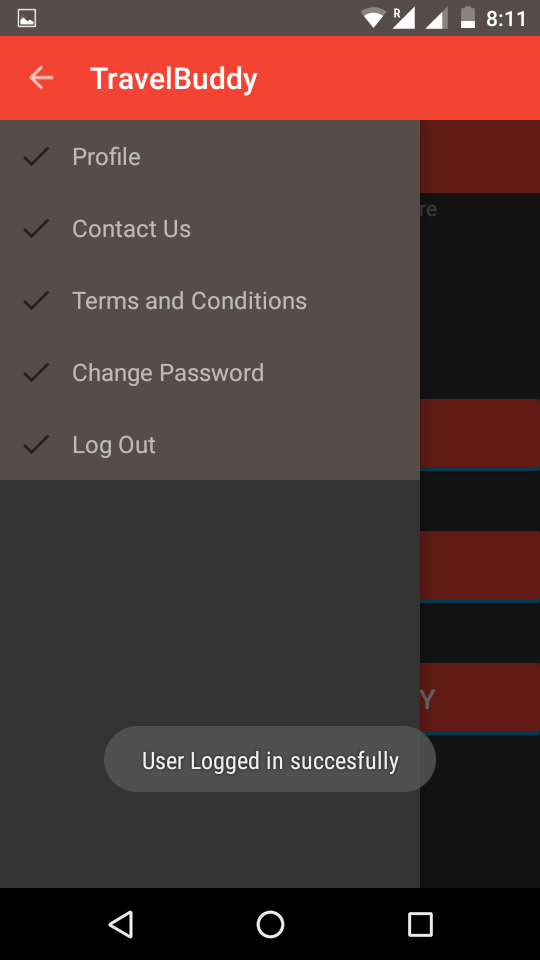 R
8:11
TravelBuddy
Profile
re
Contact Us
Terms and Conditions
Change Password
Log Out
Y
User Logged in succesfully